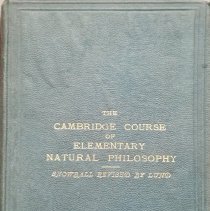 THE
CAMBRIDGE COURSE
OF
ELEMENTARY
NATURAL PHILOSOPHY
SNOWBALL REVISED BY LUND